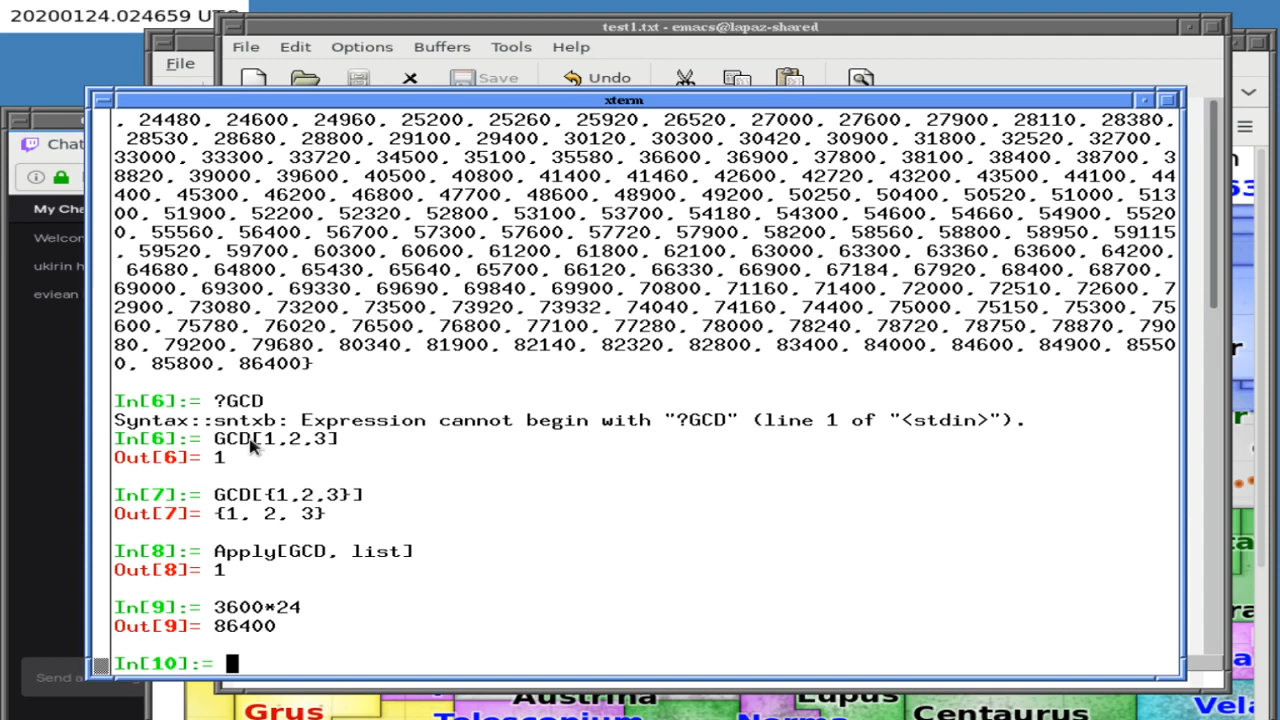 20200124.024659 UTC
test1.txt - emacs@lapaz-shared
File Edit Options Buffers Tools Help
File
Save Undo
xterm
, 24480, 24600, 24960, 25200, 25260, 25920, 26520, 27000, 27600, 27900, 28110, 28380,
28530, 28680, 28800, 29100, 29400, 30120, 30300, 30420, 30900, 31800, 32520, 32700,
33000, 33300, 33720, 34500, 35100, 35580, 36600, 36900, 37800, 38100, 38400, 38700, 3
8820, 39000, 39600, 40500, 40800, 41400, 41460, 42600, 42720, 43200, 43500, 44100, 44
400, 45300, 46200, 46800, 47700, 48600, 48900, 49200, 50250, 50400, 50520, 51000, 513
00, 51900, 52200, 52320, 52800, 53100, 53700, 54180, 54300, 54600, 54660, 54900, 5520
0, 55560, 56400, 56700, 57300, 57600, 57720, 57900, 58200, 58560, 58800, 58950, 59115
, 59520, 59700, 60300, 60600, 61200, 61800, 62100, 63000, 63300, 63360, 63600, 64200,
64680, 64800, 65430, 65640, 65700, 66120, 66330, 66900, 67184, 67920, 68400, 68700,
69000, 69300, 69330, 69690, 69840, 69900, 70800, 71160, 71400, 72000, 72510, 72600, 7
2900, 73080, 73200, 73500, 73920, 73932, 74040, 74160, 74400, 75000, 75150, 75300, 75
600, 75780, 76020, 76500, 76800, 77100, 77280, 78000, 78240, 78720, 78750, 78870, 790
80, 79200, 79680, 80340, 81900, 82140, 82320, 82800, 83400, 84000, 84600, 84900, 8550
0, 85800, 86400}
In[6]:= ?GCD
Syntax::sntxb: Expression cannot begin with "?GCD" (line 1 of "<stdin>").
In[6]:= GCD[1,2,3]
Out[6]= 1
In[7]:= GCD[{1,2,3}]
Out[7]= {1, 2, 3}
In[8]:= Apply[GCD, list]
Out[8]= 1
In[9]:= 3600*24
Out[9]= 86400
In[10]:=
Chat
My Cha
Welcom
ukirin h
eviean
Send a
Grus
Austrina
Telescopium
Lupus
Norma
Centaurus
Vela